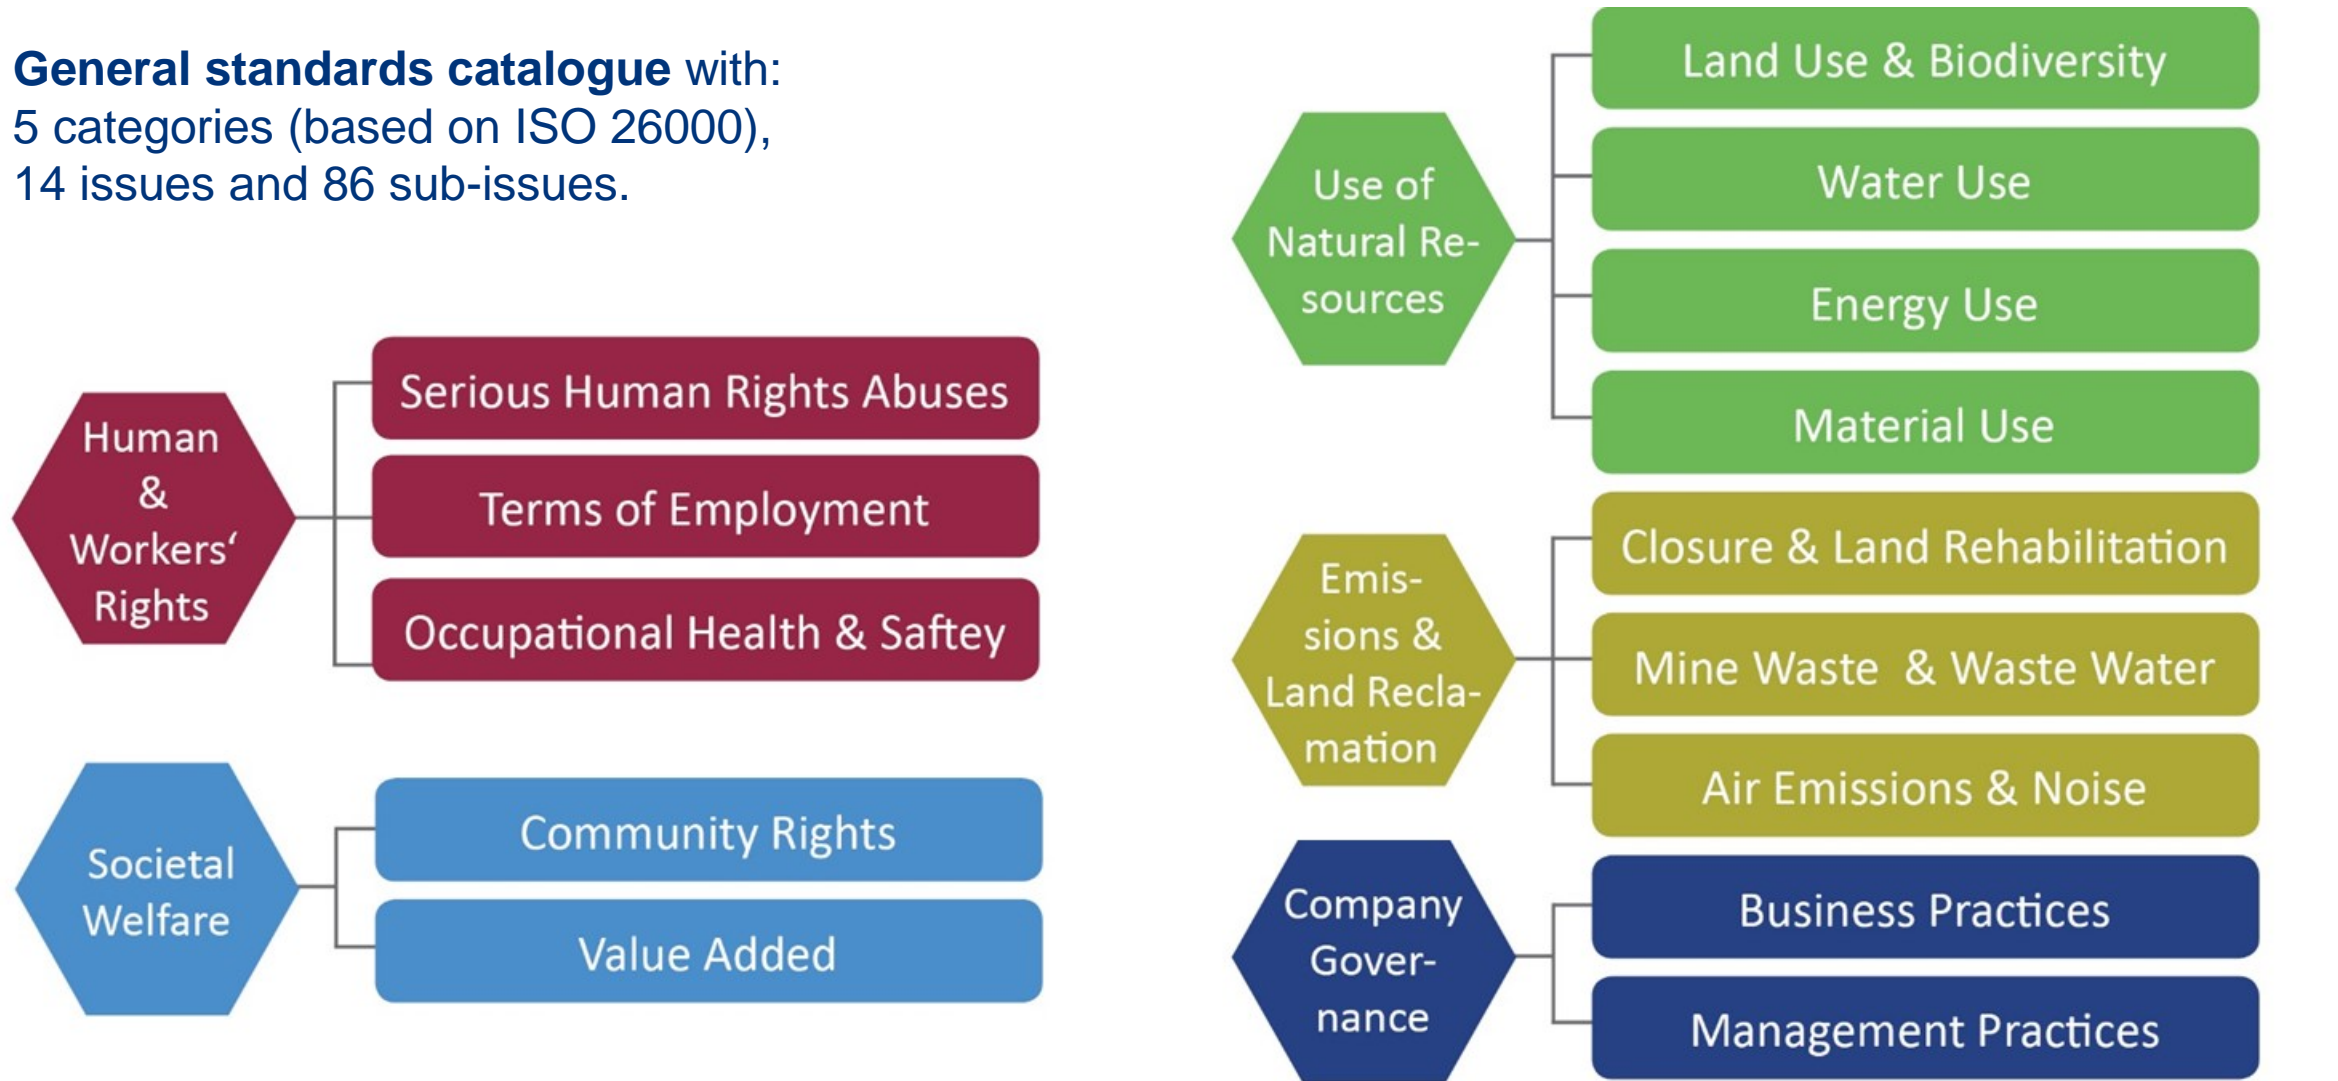 General standards catalogue with:
5 categories (based on ISO 26000),
14 issues and 86 sub-issues.
Human
&
Workers‘
Rights
Serious Human Rights Abuses
Terms of Employment
Occupational Health & Saftey
Societal
Welfare
Community Rights
Value Added
Use of
Natural Re-
sources
Land Use & Biodiversity
Water Use
Energy Use
Material Use
Emis-
sions &
Land Recla-
mation
Closure & Land Rehabilitation
Mine Waste & Waste Water
Air Emissions & Noise
Company
Gover-
nance
Business Practices
Management Practices